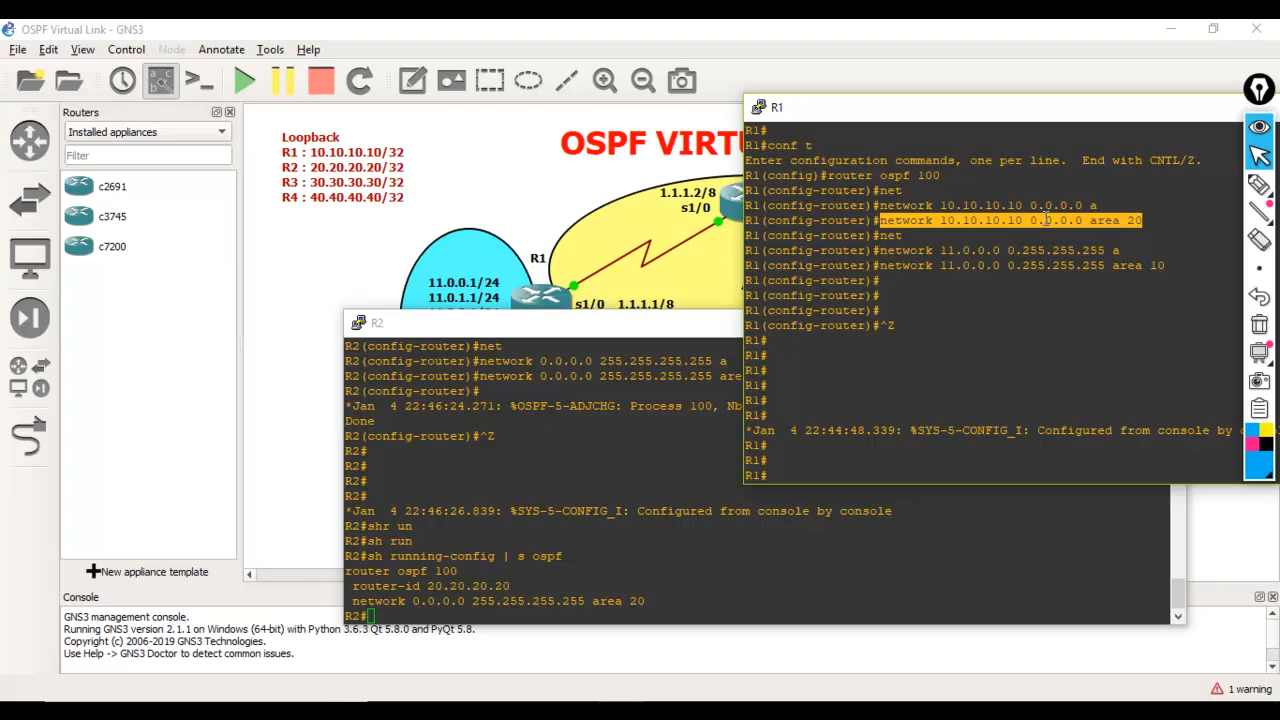 OSPF Virtual Link - GNS3
File Edit View Control Node Annotate Tools Help
Routers
Installed appliances
Filter
c2691
c3745
c7200
New appliance template
Loopback
R1 : 10.10.10.10/32
R2 : 20.20.20.20/32
R3 : 30.30.30.30/32
R4 : 40.40.40.40/32
OSPF VIRTU
1.1.1.2/8
s1/0
R1
11.0.0.1/24
11.0.1.1/24
s1/0 1.1.1.1/8
R1
R1#
R1#conf t
Enter configuration commands, one per line. End with CNTL/Z.
R1(config)#router ospf 100
R1(config-router)#net
R1(config-router)#network 10.10.10.10 0.0.0.0 a
R1(config-router)#network 10.10.10.10 0.0.0.0 area 20
R1(config-router)#net
R1(config-router)#network 11.0.0.0 0.255.255.255 a
R1(config-router)#network 11.0.0.0 0.255.255.255 area 10
R1(config-router)#
R1(config-router)#
R1(config-router)#
R1(config-router)#^Z
R1#
R1#
R1#
R1#
R1#
R1#
*Jan 4 22:44:48.339: %SYS-5-CONFIG_I: Configured from console by
R1#
R1#
R1#
R2
R2(config-router)#net
R2(config-router)#network 0.0.0.0 255.255.255.255 a
R2(config-router)#network 0.0.0.0 255.255.255.255 are
R2(config-router)#
*Jan 4 22:46:24.271: %OSPF-5-ADJCHG: Process 100, Nb
Done
R2(config-router)#^Z
R2#
R2#
R2#
R2#
*Jan 4 22:46:26.839: %SYS-5-CONFIG_I: Configured from console by console
R2#shr un
R2#sh run
R2#sh running-config | s ospf
router ospf 100
router-id 20.20.20.20
network 0.0.0.0 255.255.255.255 area 20
R2#
Console
GNS3 management console.
Running GNS3 version 2.1.1 on Windows (64-bit) with Python 3.6.3 Qt 5.8.0 and PyQt 5.8.
Copyright (c) 2006-2019 GNS3 Technologies.
Use Help -> GNS3 Doctor to detect common issues.
1 warning